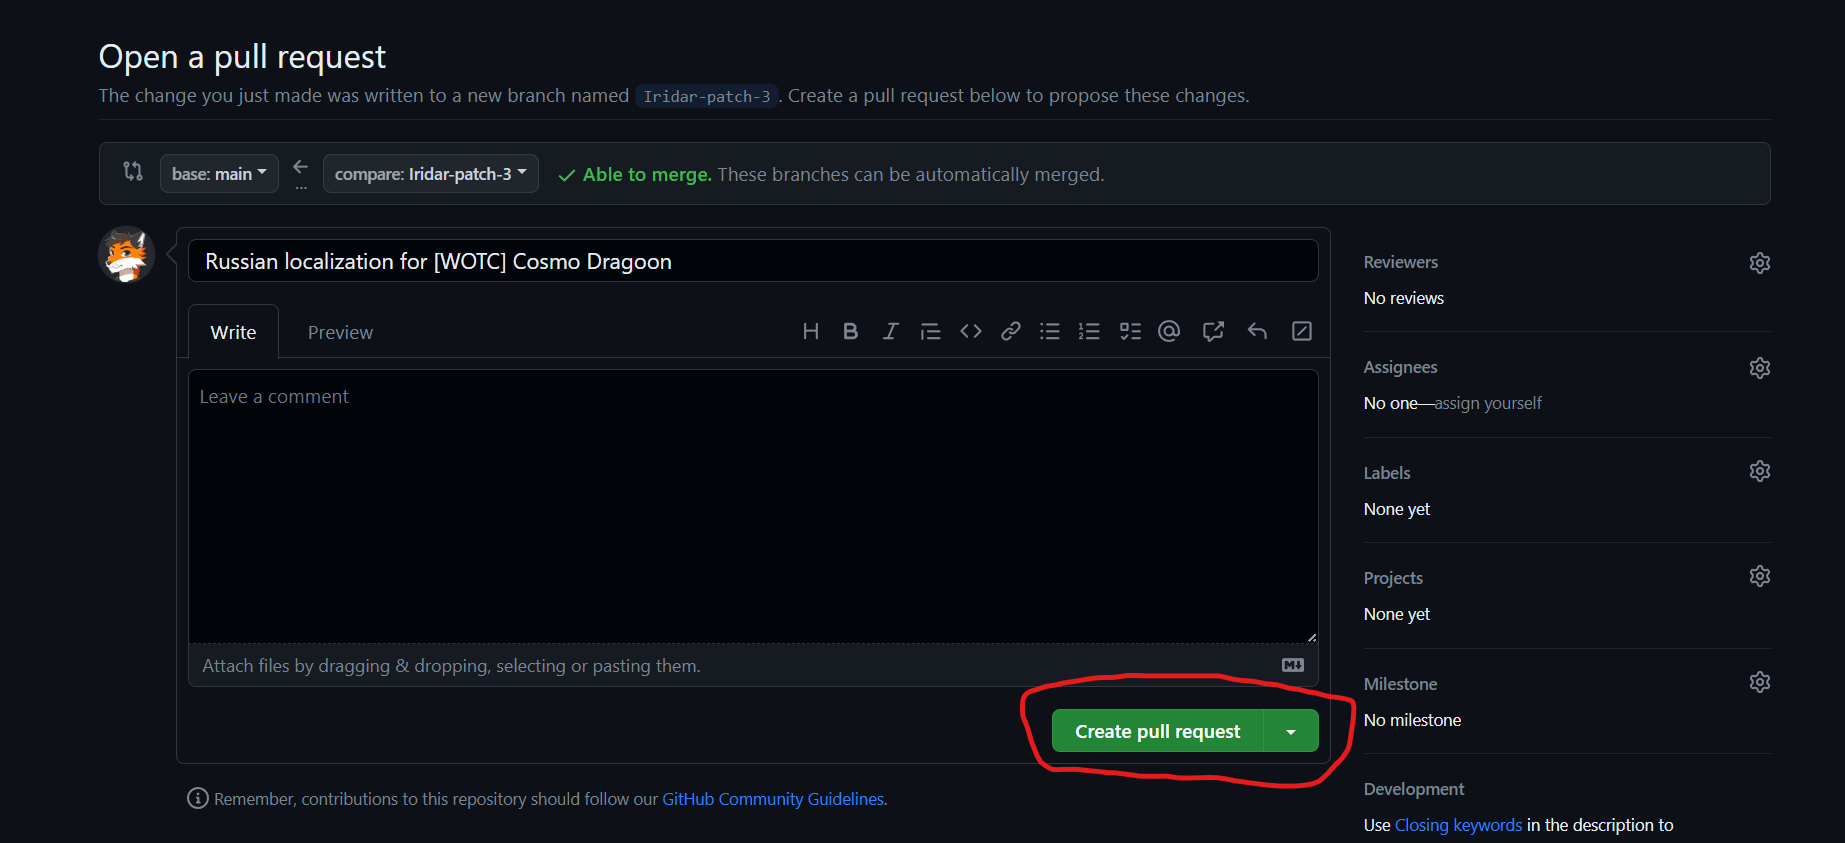 Open a pull request
The change you just made was written to a new branch named Iridar-patch-3. Create a pull request below to propose these changes.
base: main
...
compare: Iridar-patch-3
Able to merge. These branches can be automatically merged.
Russian localization for [WOTC] Cosmo Dragoon
Write Preview
Leave a comment
Attach files by dragging & dropping, selecting or pasting them.
Create pull request
Remember, contributions to this repository should follow our GitHub Community Guidelines.
Reviewers
No reviews
Assignees
No one—assign yourself
Labels
None yet
Projects
None yet
Milestone
No milestone
Development
Use Closing keywords in the description to